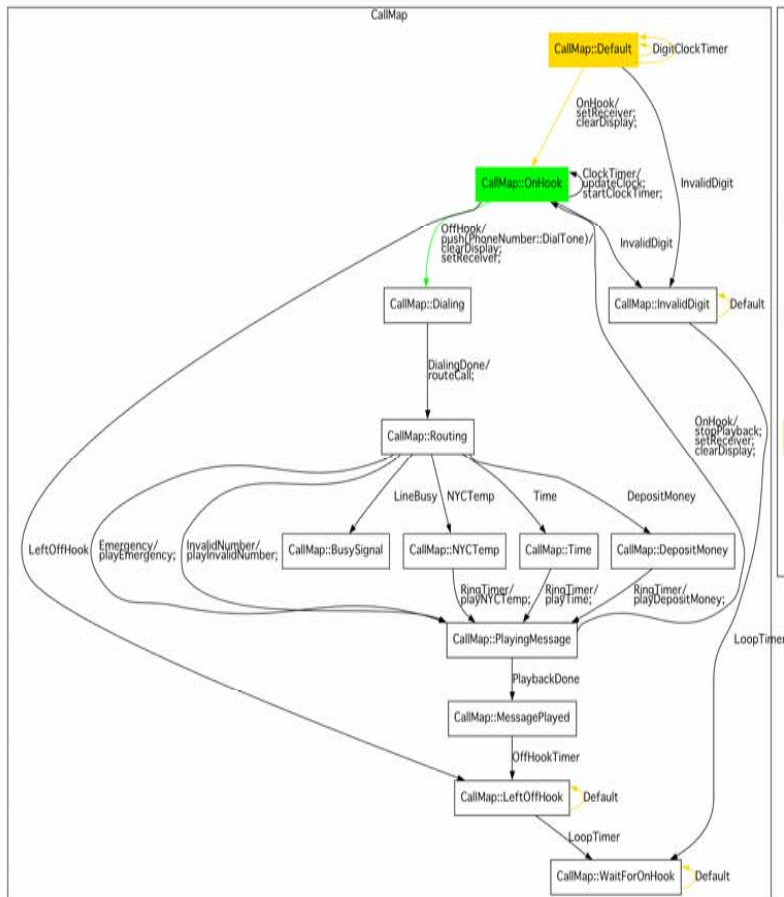 CallMap
CallMap::Default
DigitClockTimer
OnHook/
setReceiver;
clearDisplay;
CallMap::OnHook
ClockTimer/
updateClock;
startClockTimer;
InvalidDigit
OffHook/
push(PhoneNumber::DialTone)/
clearDisplay;
setReceiver;
InvalidDigit
CallMap::Dialing
CallMap::InvalidDigit
Default
DialingDone/
routeCall;
CallMap::Routing
OnHook/
stopPlayback;
setReceiver;
clearDisplay;
LineBusy
NYCTemp
Time
DepositMoney
LeftOffHook
Emergency/
playEmergency;
InvalidNumber/
playInvalidNumber;
CallMap::BusySignal
CallMap::NYCTemp
CallMap::Time
CallMap::DepositMoney
RingTimer/
playNYCTemp;
RingTimer/
playTime;
RingTimer/
playDepositMoney;
CallMap::PlayingMessage
LoopTimer
PlaybackDone
CallMap::MessagePlayed
OffHookTimer
CallMap::LeftOffHook
Default
LoopTimer
CallMap::WaitForOnHook
Default